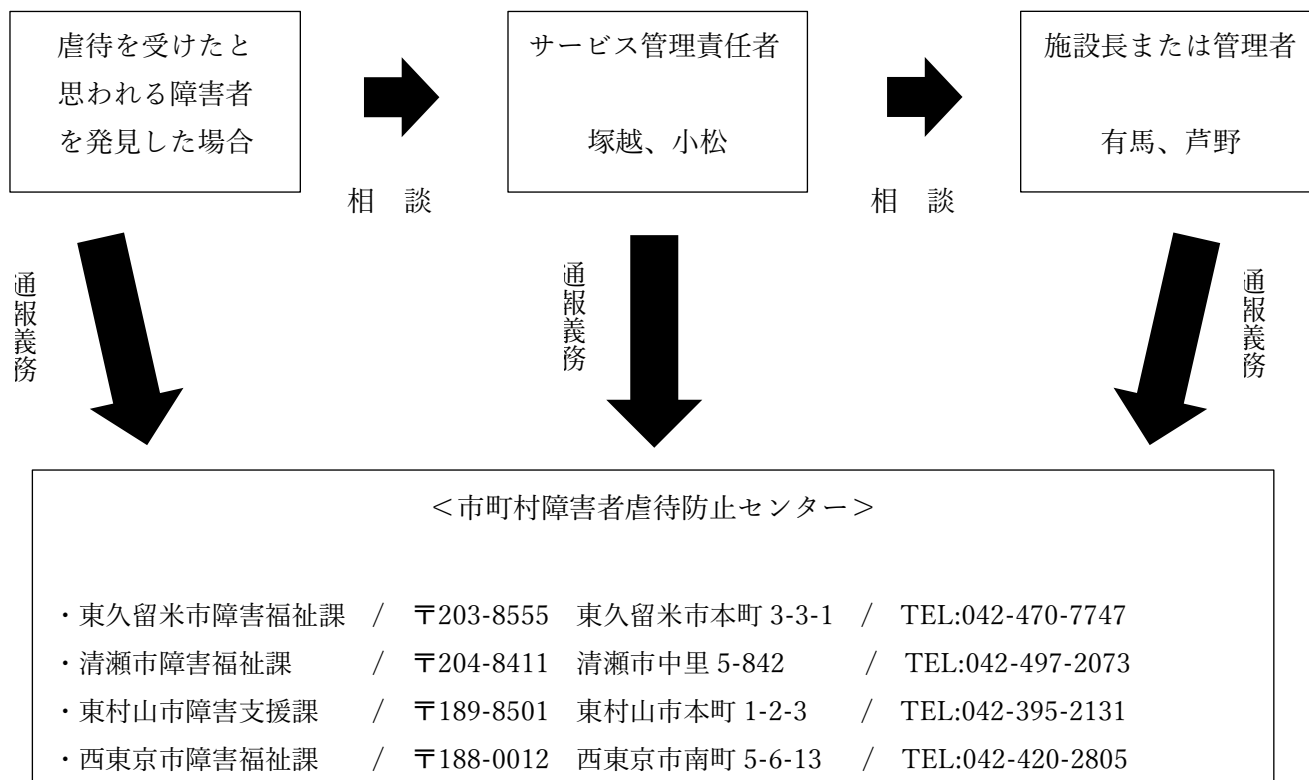 虐待を受けたと
思われる障害者
を発見した場合
相　談
サービス管理責任者
塚越、小松
相　談
施設長または管理者
有馬、芦野
通報義務
通報義務
通報義務
＜市町村障害者虐待防止センター＞
・東久留米市障害福祉課　/　〒203-8555　東久留米市本町 3-3-1　/　TEL:042-470-7747
・清瀬市障害福祉課　/　〒204-8411　清瀬市中里 5-842　/　TEL:042-497-2073
・東村山市障害支援課　/　〒189-8501　東村山市本町 1-2-3　/　TEL:042-395-2131
・西東京市障害福祉課　/　〒188-0012　西東京市南町 5-6-13　/　TEL:042-420-2805